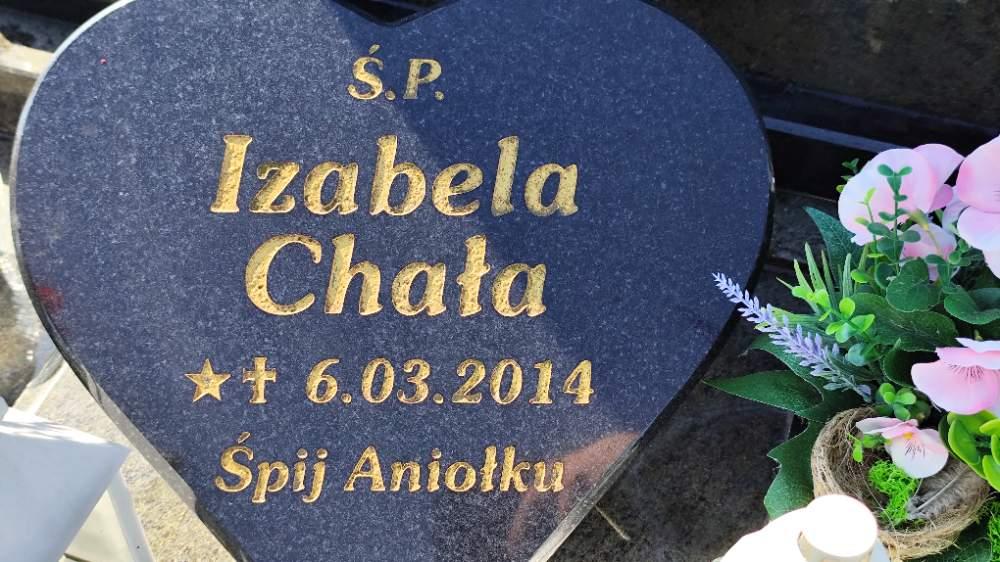 Ś.P.
Izabela
Chała
★ ✝ 6.03.2014
Śpij Aniołku